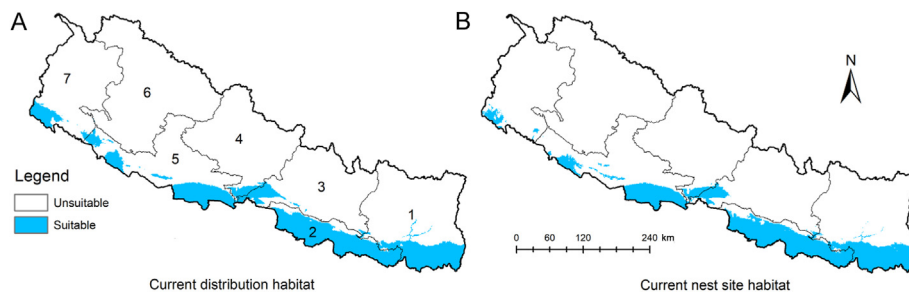 A
B
N
7
6
4
5
3
1
2
Legend
Unsuitable
Suitable
0 60 120 240 km
Current distribution habitat
Current nest site habitat